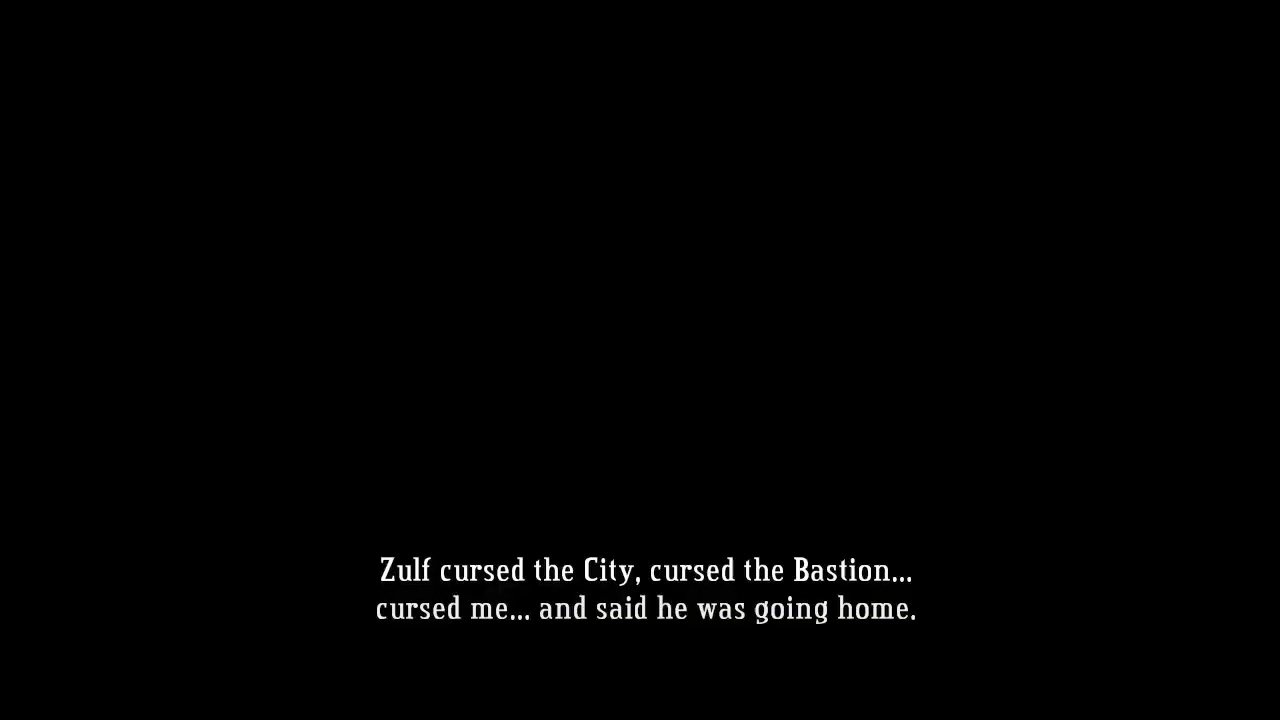 Zulf cursed the City, cursed the Bastion...
cursed me... and said he was going home.